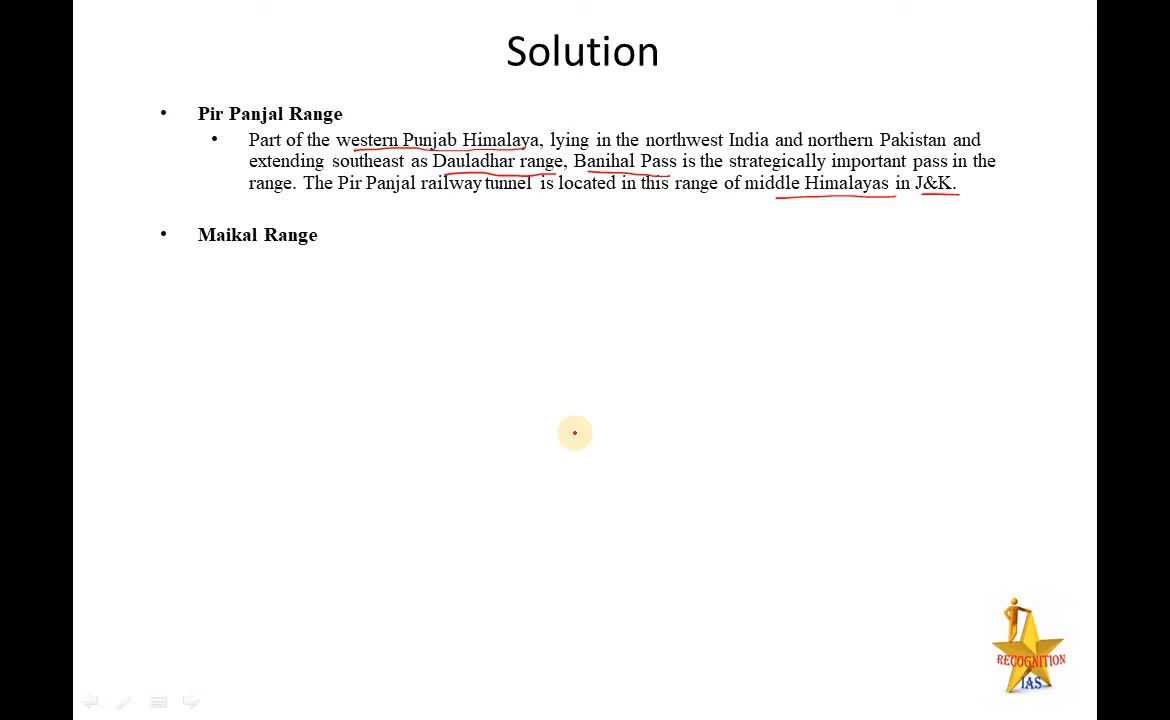 Solution
• Pir Panjal Range
• Part of the western Punjab Himalaya, lying in the northwest India and northern Pakistan and
extending southeast as Dauladhar range, Banihal Pass is the strategically important pass in the
range. The Pir Panjal railway tunnel is located in this range of middle Himalayas in J&K.
• Maikal Range
RECOGNITION
IAS